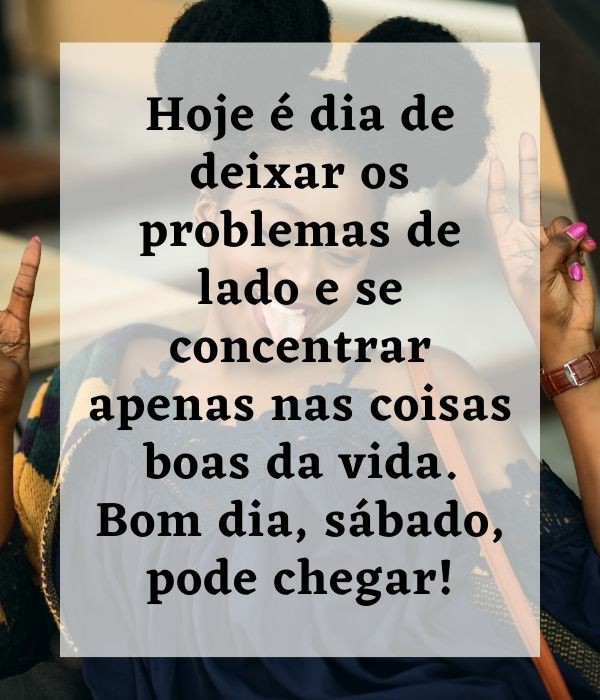 Hoje é dia de
deixar os
problemas de
lado e se
concentrar
apenas nas coisas
boas da vida.
Bom dia, sábado,
pode chegar!